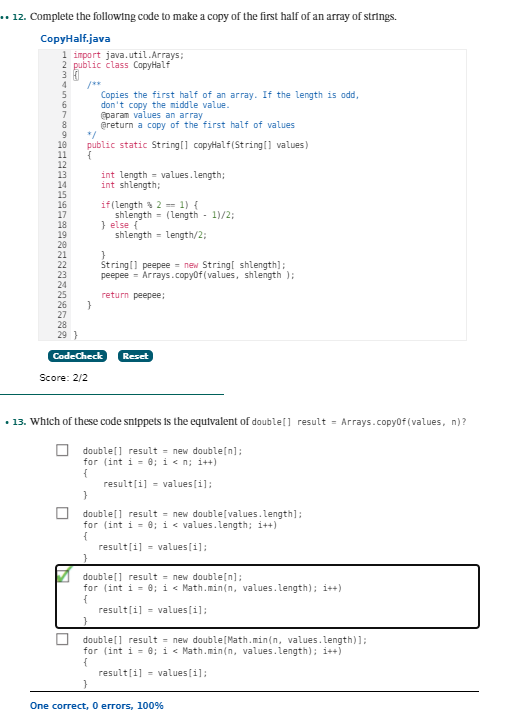 •• 12. Complete the following code to make a copy of the first half of an array of strings.
CopyHalf.java
1 import java.util.Arrays;
2 public class CopyHalf
3 {
4 /**
5 Copies the first half of an array. If the length is odd,
6 don't copy the middle value.
7 @param values an array
8 @return a copy of the first half of values
9 */
10 public static String[] copyHalf(String[] values)
11 {
12
13 int length = values.length;
14 int shlength;
15
16 if(length % 2 == 1) {
17 shlength = (length - 1)/2;
18 } else {
19 shlength = length/2;
20
21 }
22 String[] peepee = new String[ shlength];
23 peepee = Arrays.copyOf(values, shlength );
24
25 return peepee;
26 }
27
28
29 }
CodeCheck Reset
Score: 2/2
• 13. Which of these code snippets is the equivalent of double[] result = Arrays.copyOf(values, n)?
double[] result = new double[n];
for (int i = 0; i < n; i++)
{
result[i] = values[i];
}
double[] result = new double[values.length];
for (int i = 0; i < values.length; i++)
{
result[i] = values[i];
}
double[] result = new double[n];
for (int i = 0; i < Math.min(n, values.length); i++)
{
result[i] = values[i];
}
double[] result = new double[Math.min(n, values.length)];
for (int i = 0; i < Math.min(n, values.length); i++)
{
result[i] = values[i];
}
One correct, 0 errors, 100%